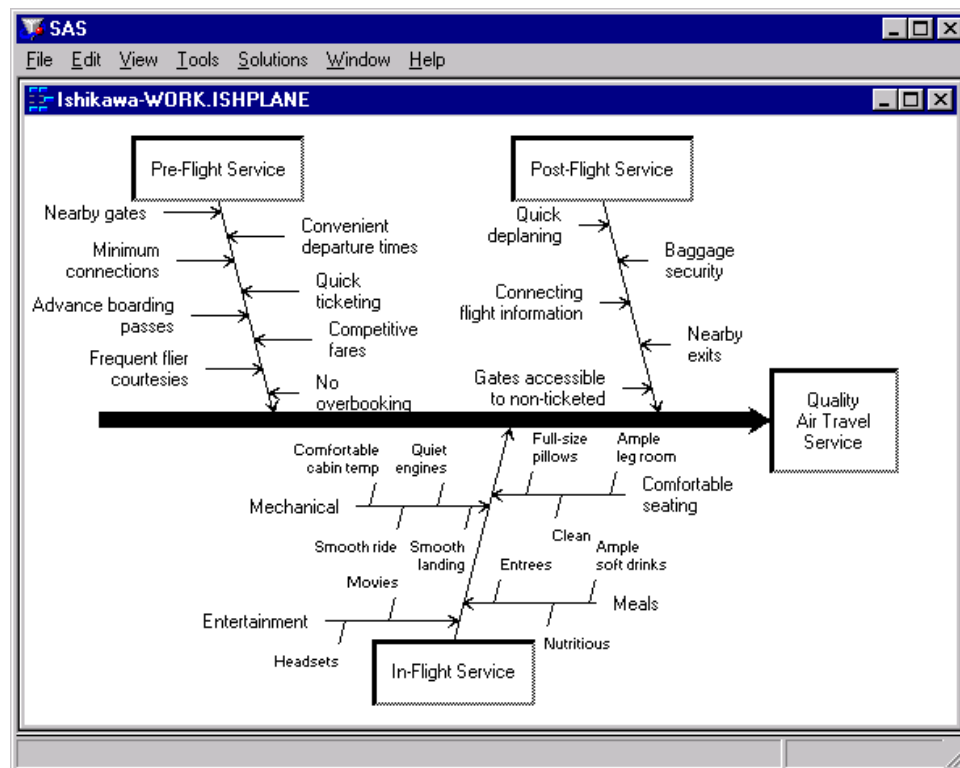 SAS
File Edit View Tools Solutions Window Help
Ishikawa-WORK.ISHPLANE
Pre-Flight Service
Post-Flight Service
Nearby gates
Convenient
departure times
Minimum
connections
Quick
ticketing
Advance boarding
passes
Competitive
fares
Frequent flier
courtesies
No
overbooking
Quick
deplaning
Baggage
security
Connecting
flight information
Nearby
exits
Gates accessible
to non-ticketed
Quality
Air Travel
Service
Comfortable
cabin temp
Quiet
engines
Mechanical
Smooth ride
Smooth
landing
Full-size
pillows
Ample
leg room
Comfortable
seating
Clean
Movies
Entertainment
Headsets
Entrees
Ample
soft drinks
Meals
Nutritious
In-Flight Service